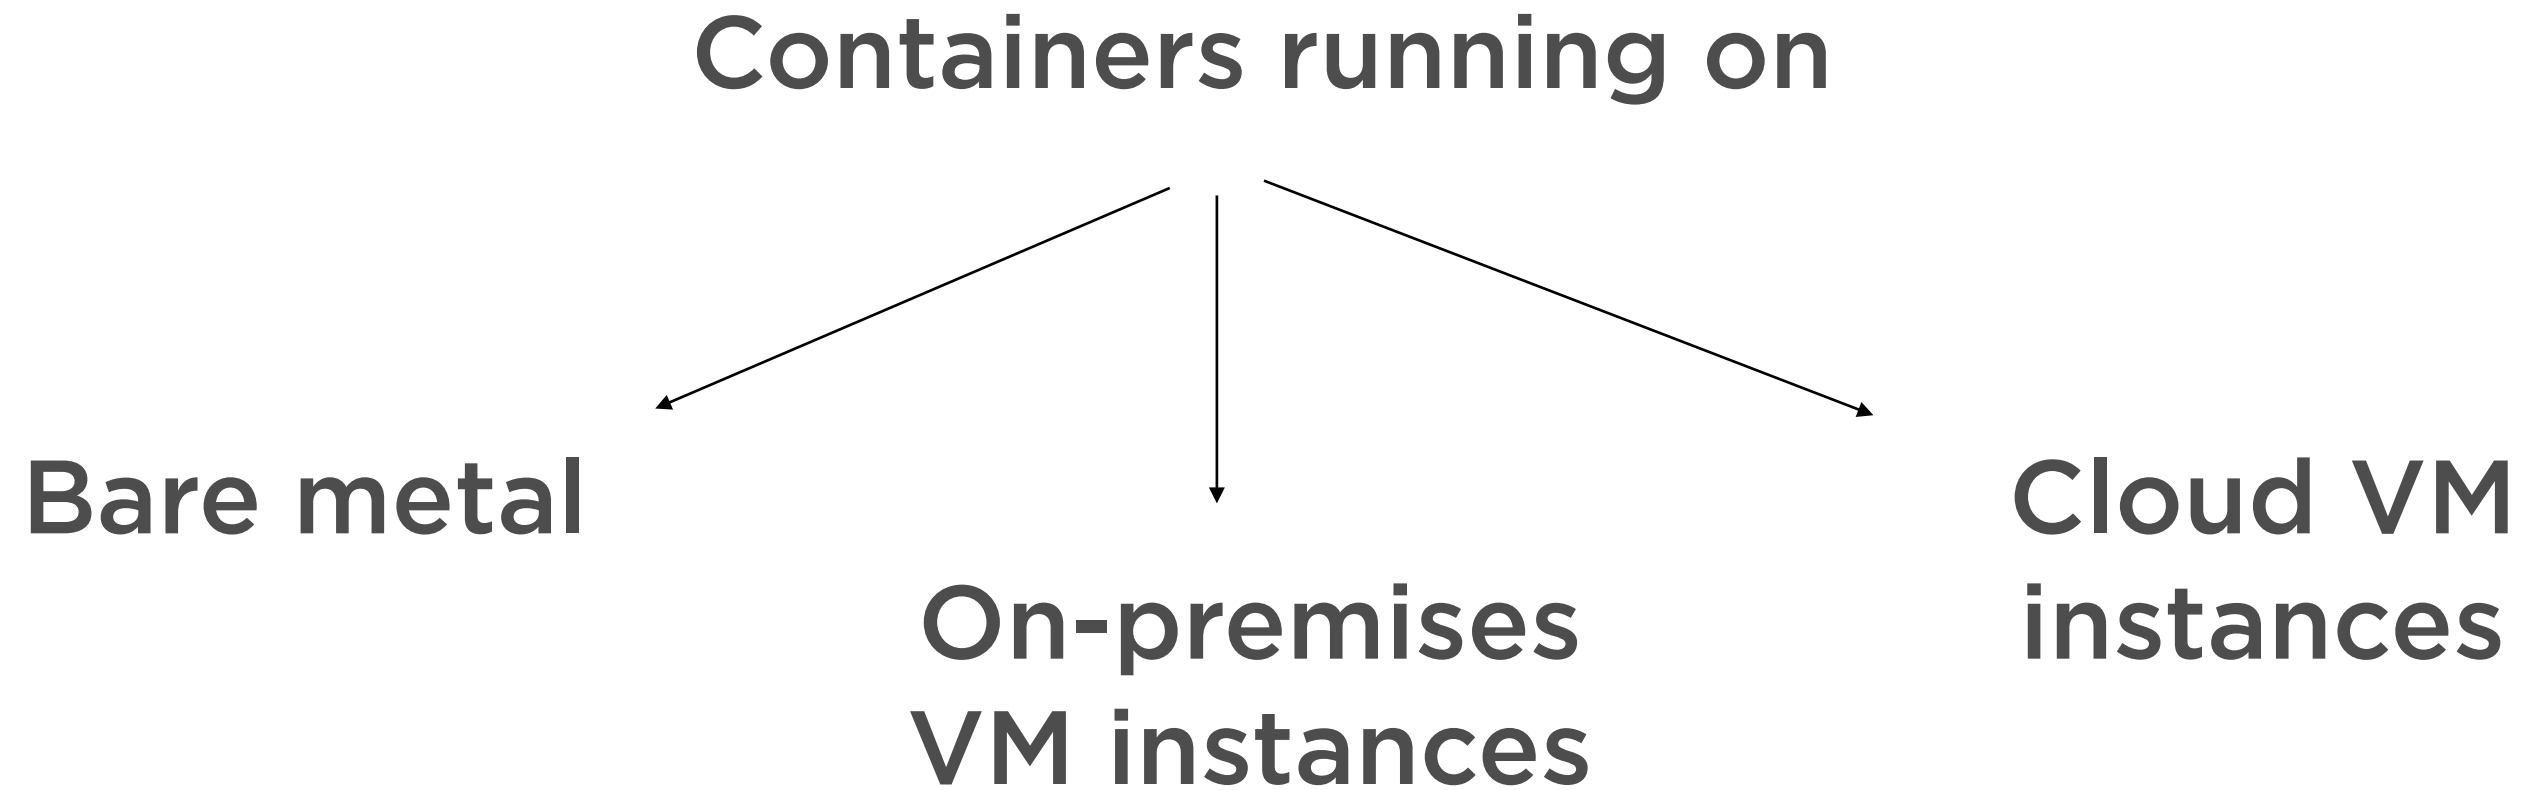 Containers running on
Bare metal
On-premises
VM instances
Cloud VM
instances